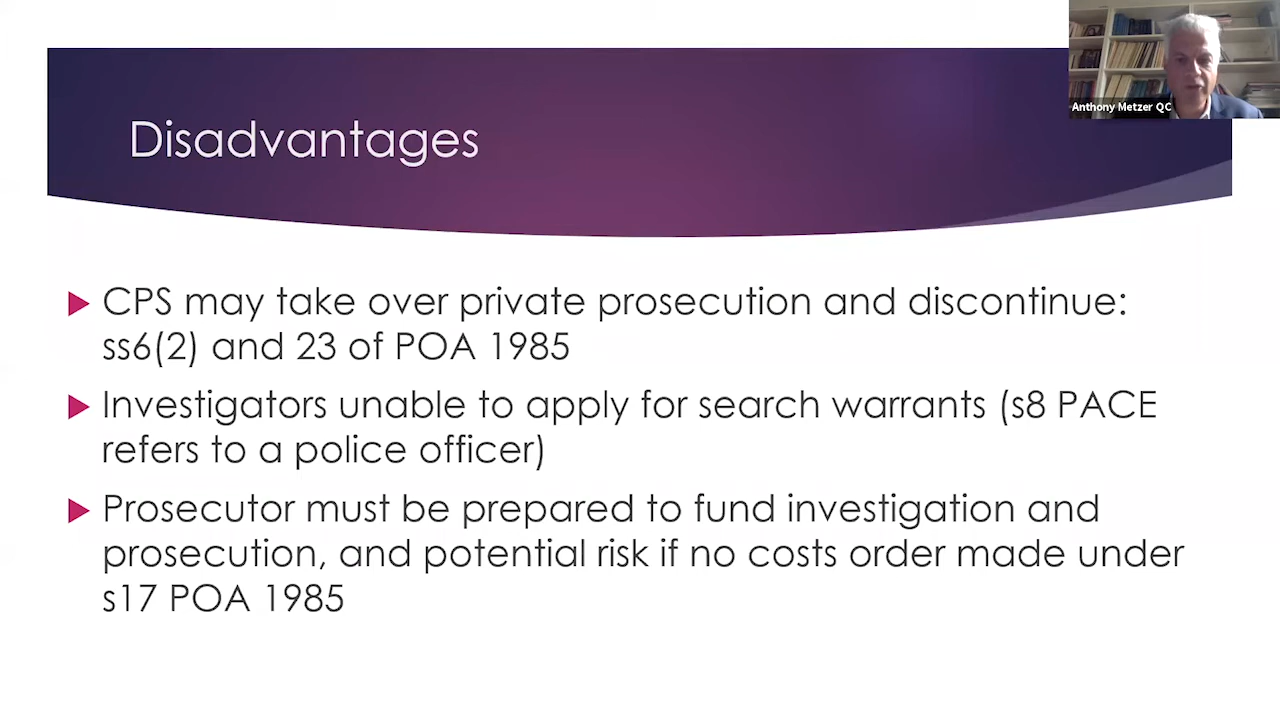 Anthony Metzer QC
Disadvantages
CPS may take over private prosecution and discontinue:
ss6(2) and 23 of POA 1985
Investigators unable to apply for search warrants (s8 PACE
refers to a police officer)
Prosecutor must be prepared to fund investigation and
prosecution, and potential risk if no costs order made under
s17 POA 1985